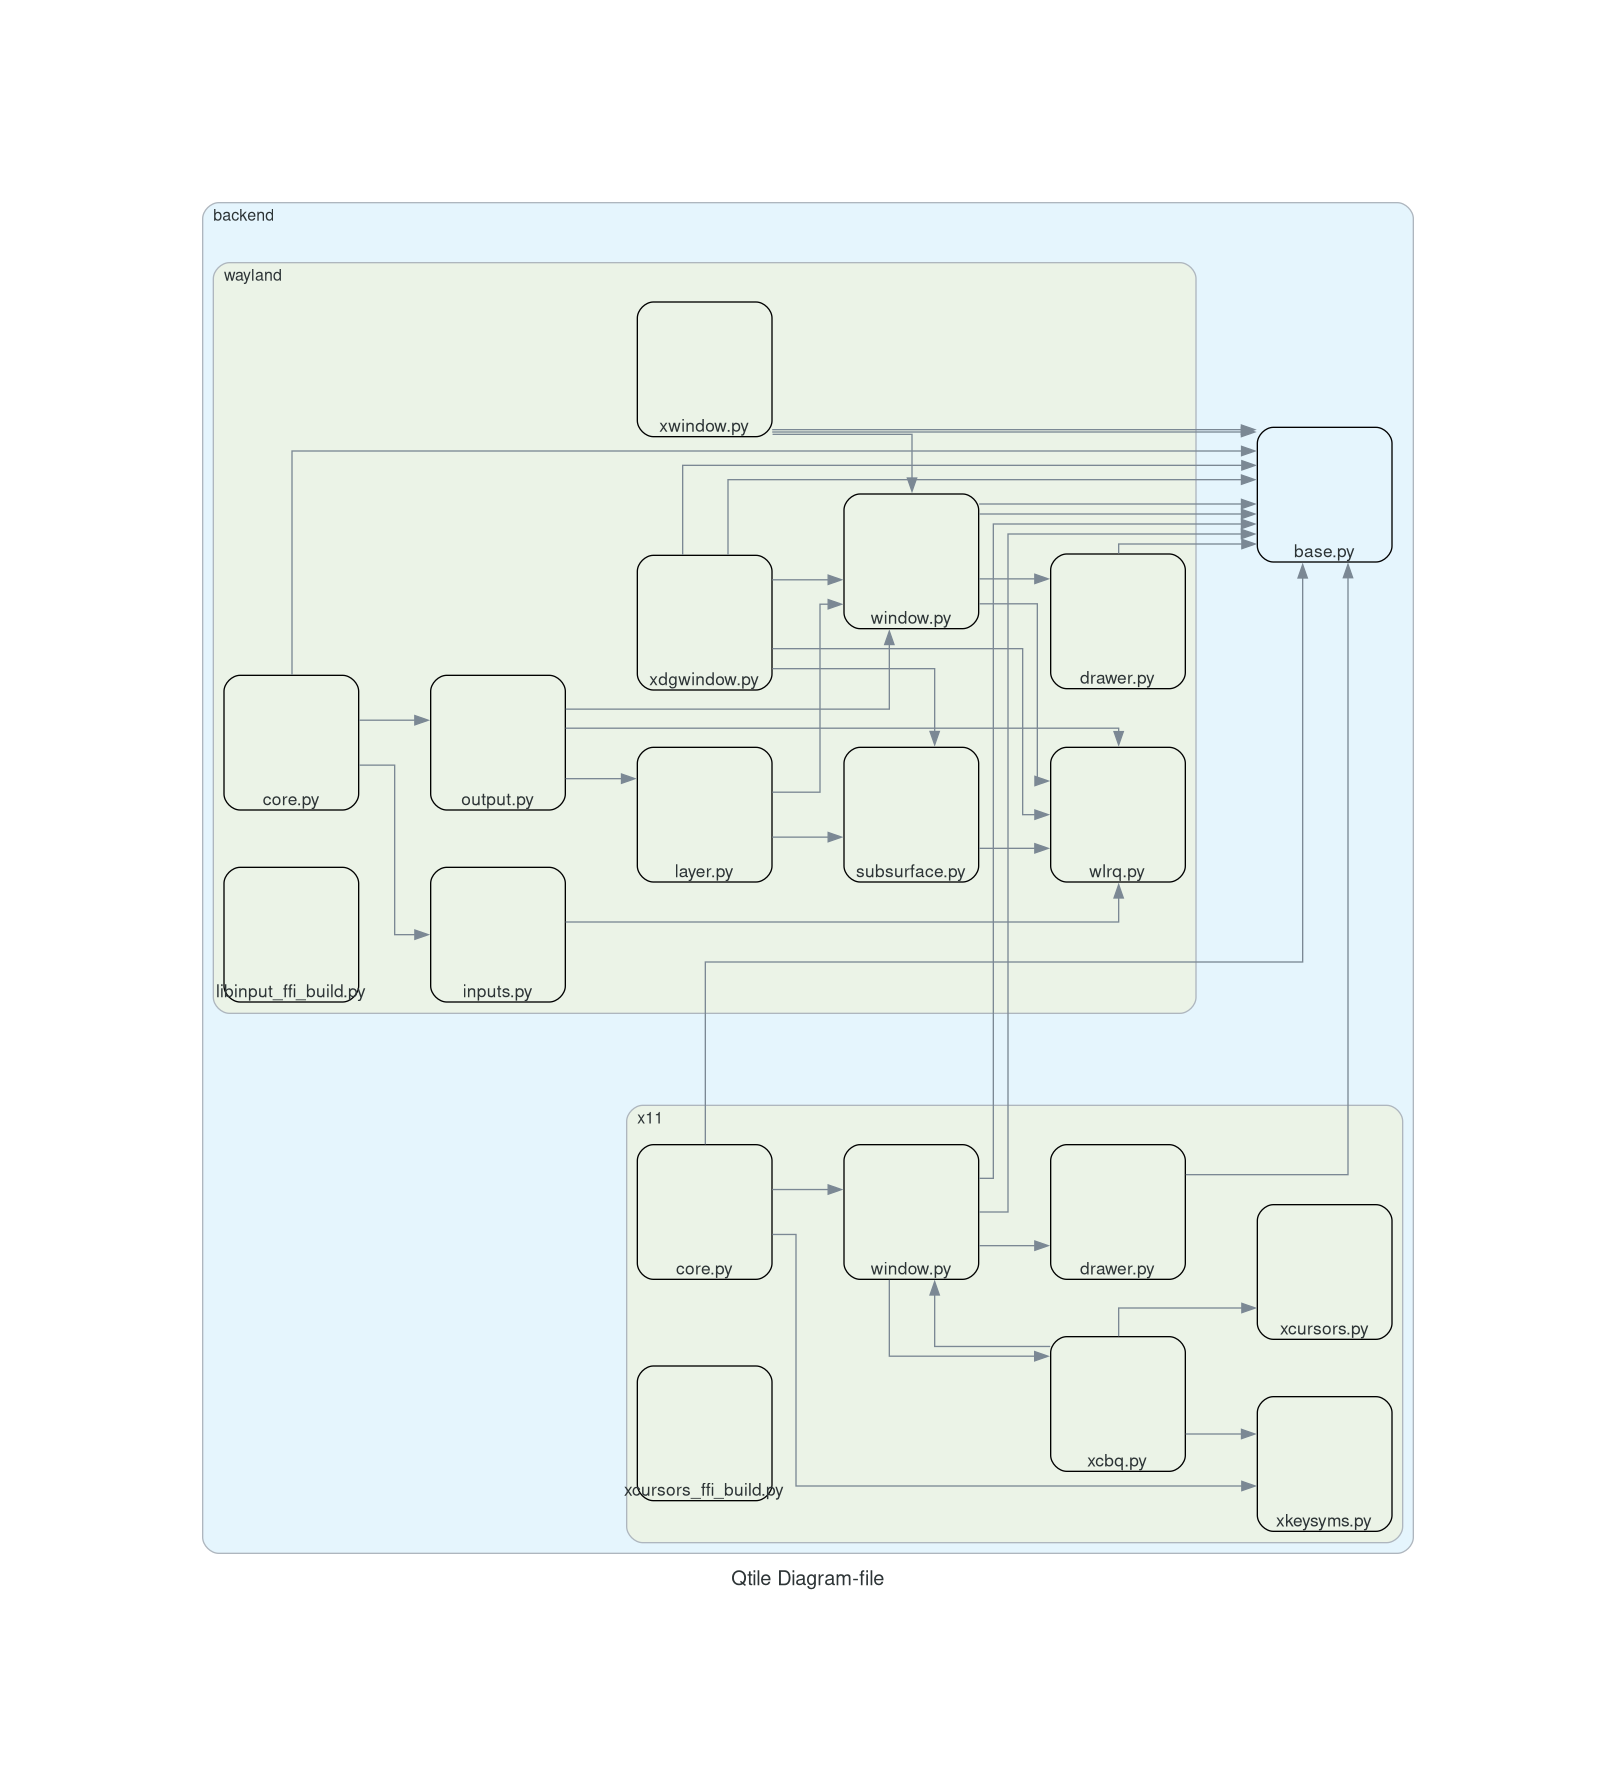 backend
wayland
xwindow.py
base.py
window.py
xdgwindow.py
drawer.py
core.py
output.py
layer.py
subsurface.py
wlrq.py
libinput_ffi_build.py
inputs.py
x11
core.py
window.py
drawer.py
xcursors.py
xcbq.py
xcursors_ffi_build.py
xkeysyms.py
Qtile Diagram-file